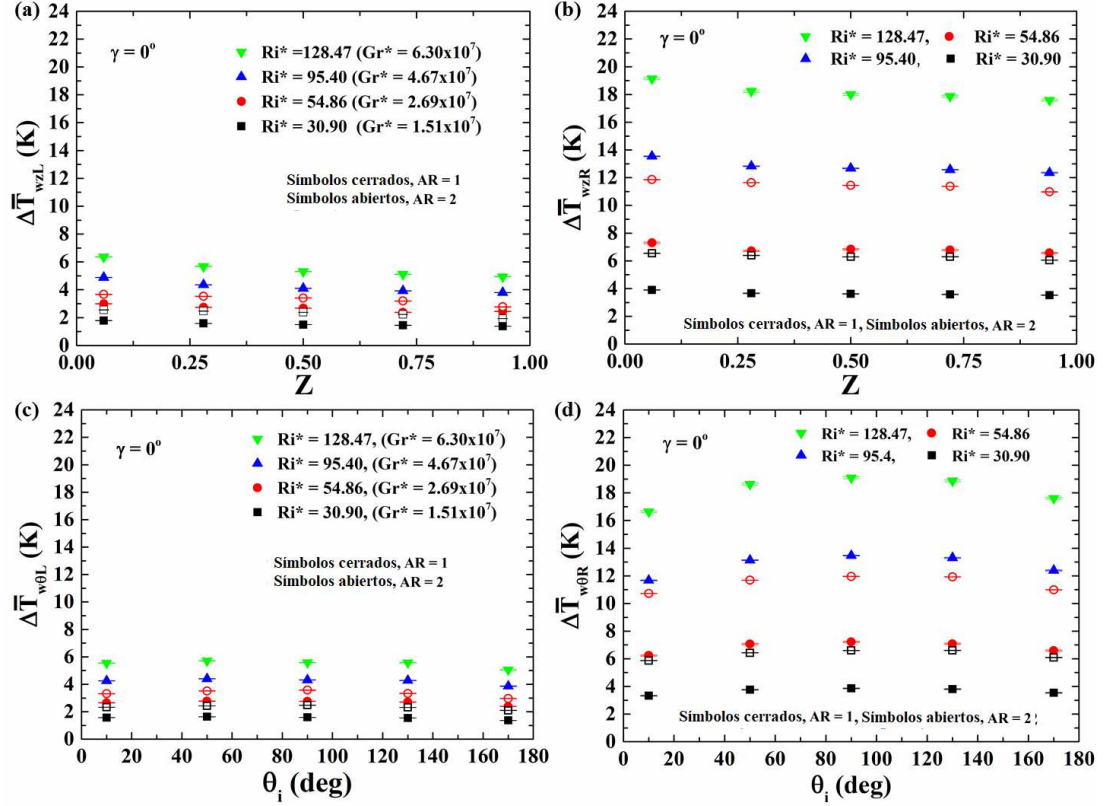 (a)
γ = 0°
Ri* =128.47 (Gr* = 6.30x10⁷)
Ri* = 95.40 (Gr* = 4.67x10⁷)
Ri* = 54.86 (Gr* = 2.69x10⁷)
Ri* = 30.90 (Gr* = 1.51x10⁷)
Símbolos cerrados, AR = 1
Símbolos abiertos, AR = 2
ΔT̅wzL (K)
24
22
20
18
16
14
12
10
8
6
4
2
0
0.00 0.25 0.50 0.75 1.00
Z
(b)
γ = 0°
Ri* = 128.47, Ri* = 54.86
Ri* = 95.40, Ri* = 30.90
Símbolos cerrados, AR = 1, Símbolos abiertos, AR = 2
ΔT̅wzR (K)
24
22
20
18
16
14
12
10
8
6
4
2
0
0.00 0.25 0.50 0.75 1.00
Z
(c)
γ = 0°
Ri* = 128.47, (Gr* = 6.30x10⁷)
Ri* = 95.40, (Gr* = 4.67x10⁷)
Ri* = 54.86, (Gr* = 2.69x10⁷)
Ri* = 30.90, (Gr* = 1.51x10⁷)
Símbolos cerrados, AR = 1
Símbolos abiertos, AR = 2
ΔT̅wθL (K)
24
22
20
18
16
14
12
10
8
6
4
2
0
0 20 40 60 80 100 120 140 160 180
θi (deg)
(d)
γ = 0°
Ri* = 128.47, Ri* = 54.86
Ri* = 95.4, Ri* = 30.90
Símbolos cerrados, AR = 1, Símbolos abiertos, AR = 2
ΔT̅wθR (K)
24
22
20
18
16
14
12
10
8
6
4
2
0
0 20 40 60 80 100 120 140 160 180
θi (deg)